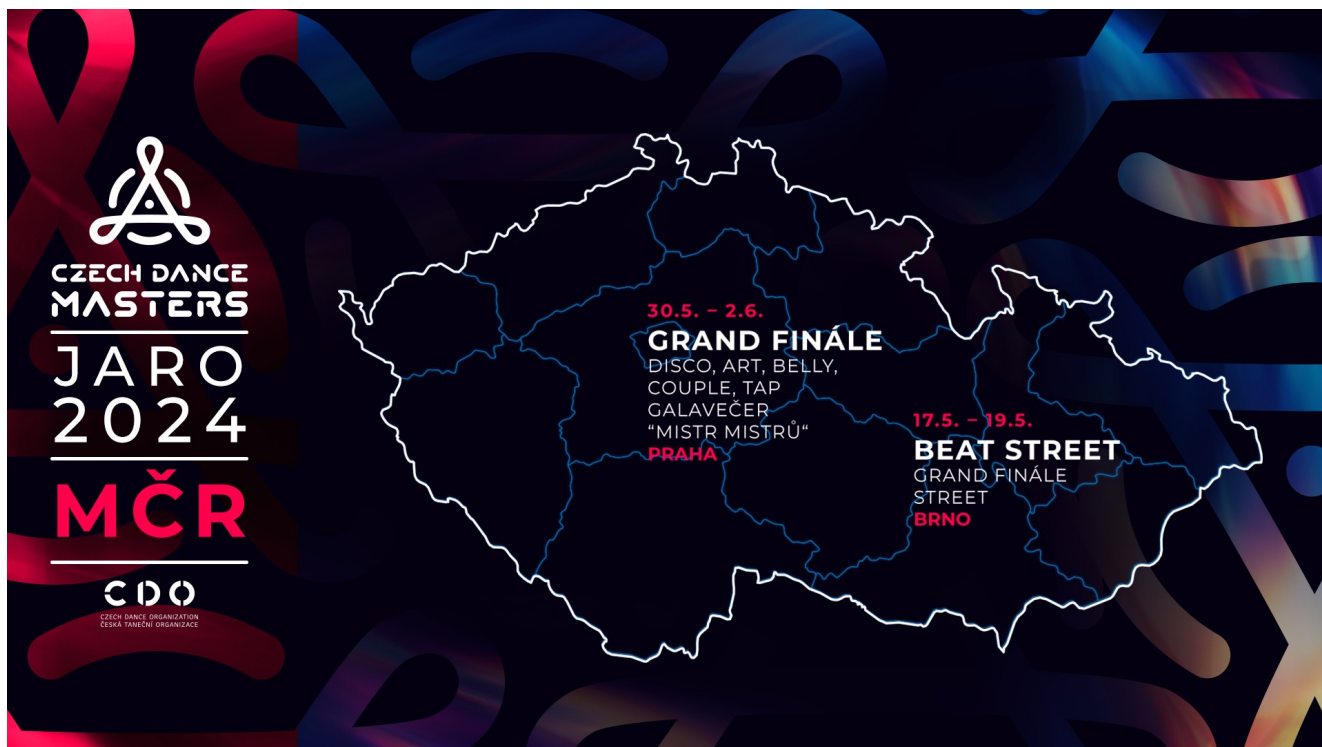 CZECH DANCE
MASTERS
JARO
2024
MČR
CDO
CZECH DANCE ORGANIZATION
ČESKÁ TANEČNÍ ORGANIZACE
30.5. – 2.6.
GRAND FINÁLE
DISCO, ART, BELLY,
COUPLE, TAP
GALAVEČER
“MISTR MISTRŮ“
PRAHA
17.5. – 19.5.
BEAT STREET
GRAND FINÁLE
STREET
BRNO